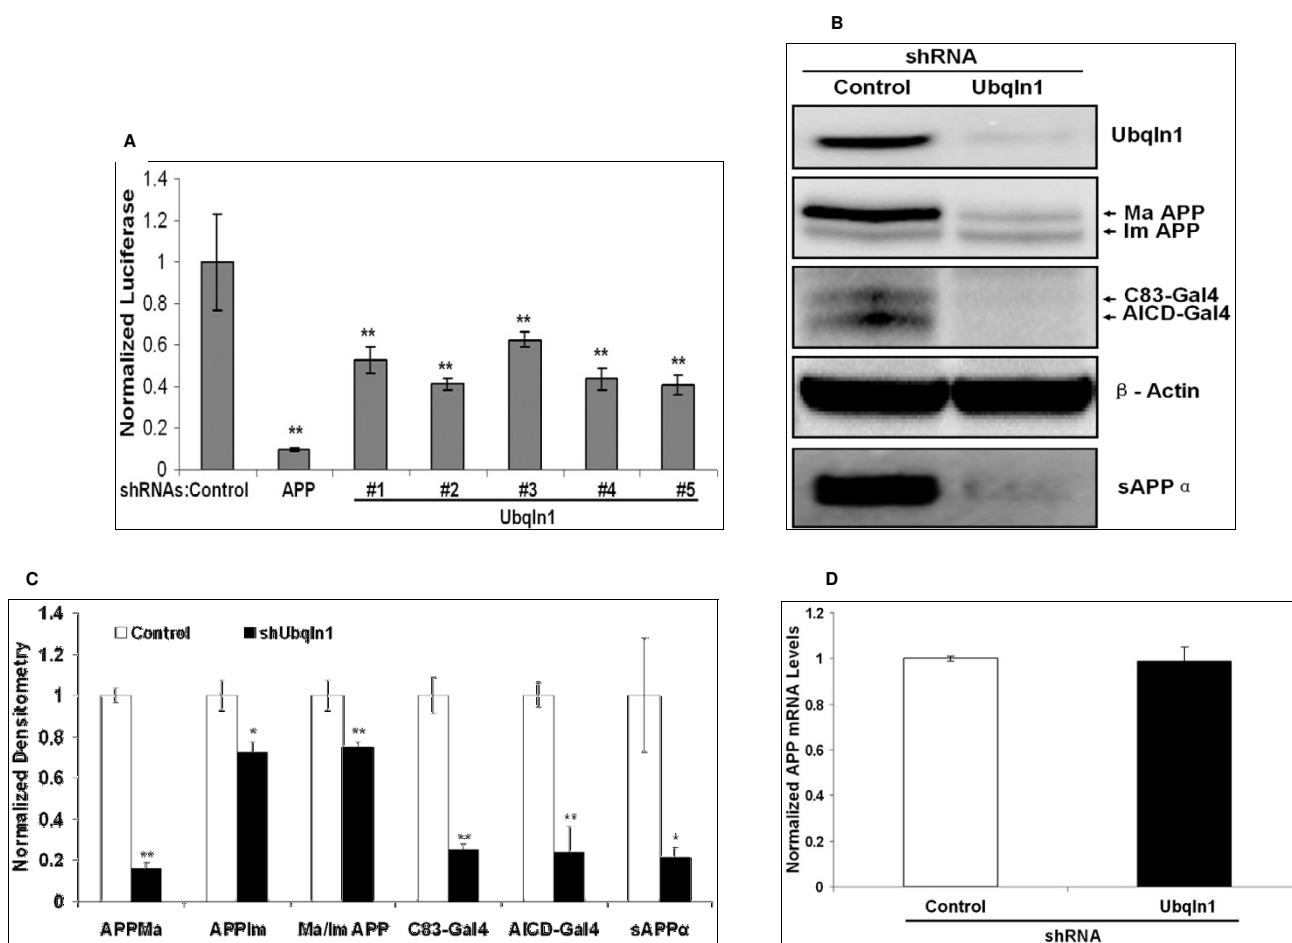 A
1.4
1.2
1
0.8
0.6
0.4
0.2
0
Normalized Luciferase
**
**
**
**
**
**
shRNAs:Control APP #1 #2 #3 #4 #5
Ubqln1
B
shRNA
Control Ubqln1
Ubqln1
Ma APP
Im APP
C83-Gal4
AICD-Gal4
β - Actin
sAPP α
C
1.4
1.2
1
0.8
0.6
0.4
0.2
0
Normalized Densitometry
Control shUbqln1
**
*
**
**
**
*
APPMa APPIm Ma/Im APP C83-Gal4 AICD-Gal4 sAPPα
D
1.2
1
0.8
0.6
0.4
0.2
0
Normalized APP mRNA Levels
Control Ubqln1
shRNA